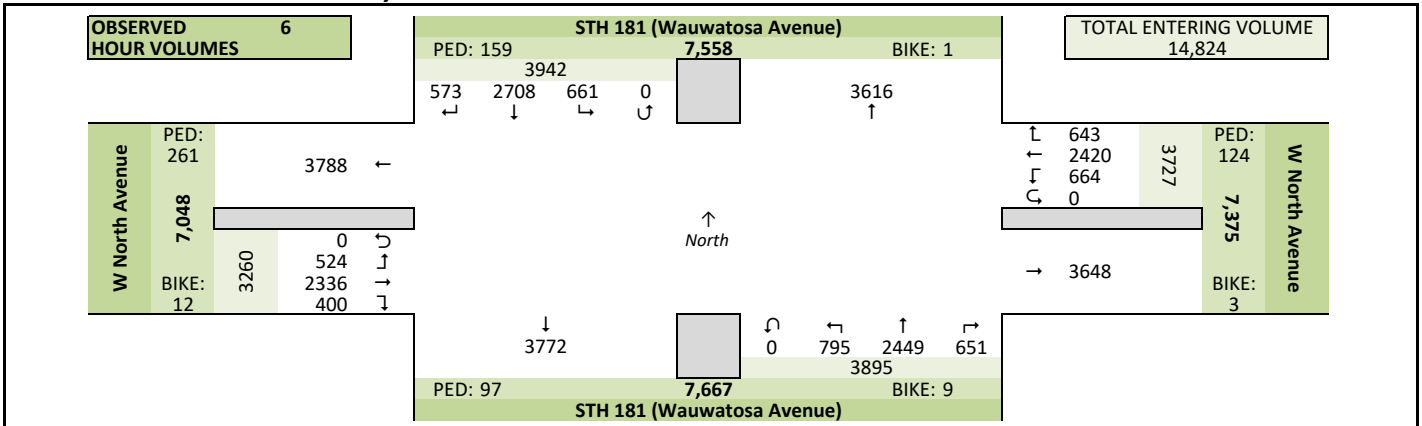 OBSERVED 6
HOUR VOLUMES
STH 181 (Wauwatosa Avenue)
PED: 159 7,558 BIKE: 1
TOTAL ENTERING VOLUME
14,824
3942
573 2708 661 0
↵ ↓ ↳ ↺
3616
↑
W North Avenue
PED:
261
7,048
BIKE:
12
3788 ←
3260
0 ⮌
524 ↰
2336 →
400 ↴
↑
North
↑ 643
← 2420
↓ 664
⮎ 0
3727
PED:
124
7,375
BIKE:
3
W North Avenue
→ 3648
↓
3772
↶ ↰ ↑ ↱
0 795 2449 651
3895
PED: 97 7,667 BIKE: 9
STH 181 (Wauwatosa Avenue)